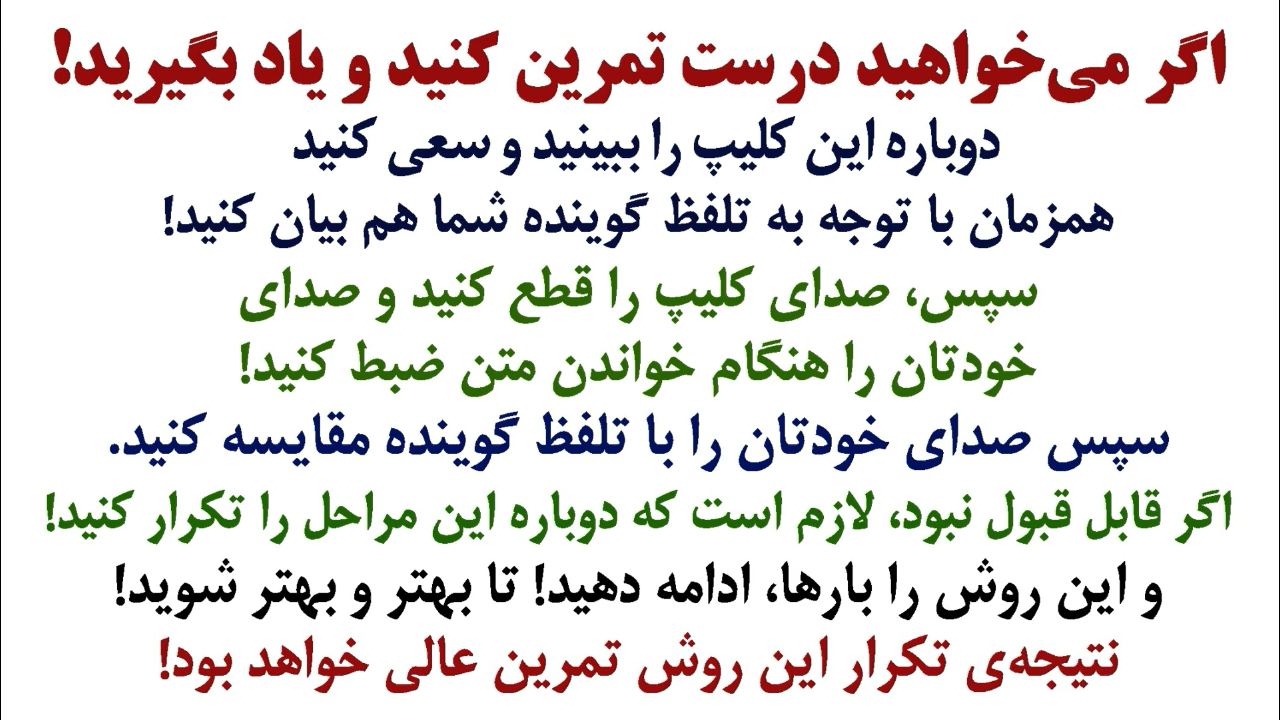 اگر می‌خواهید درست تمرین کنید و یاد بگیرید!
دوباره این کلیپ را ببینید و سعی کنید
همزمان با توجه به تلفظ گوینده شما هم بیان کنید!
سپس، صدای کلیپ را قطع کنید و صدای
خودتان را هنگام خواندن متن ضبط کنید!
سپس صدای خودتان را با تلفظ گوینده مقایسه کنید.
اگر قابل قبول نبود، لازم است که دوباره این مراحل را تکرار کنید!
و این روش را بارها، ادامه دهید! تا بهتر و بهتر شوید!
نتیجه‌ی تکرار این روش تمرین عالی خواهد بود!